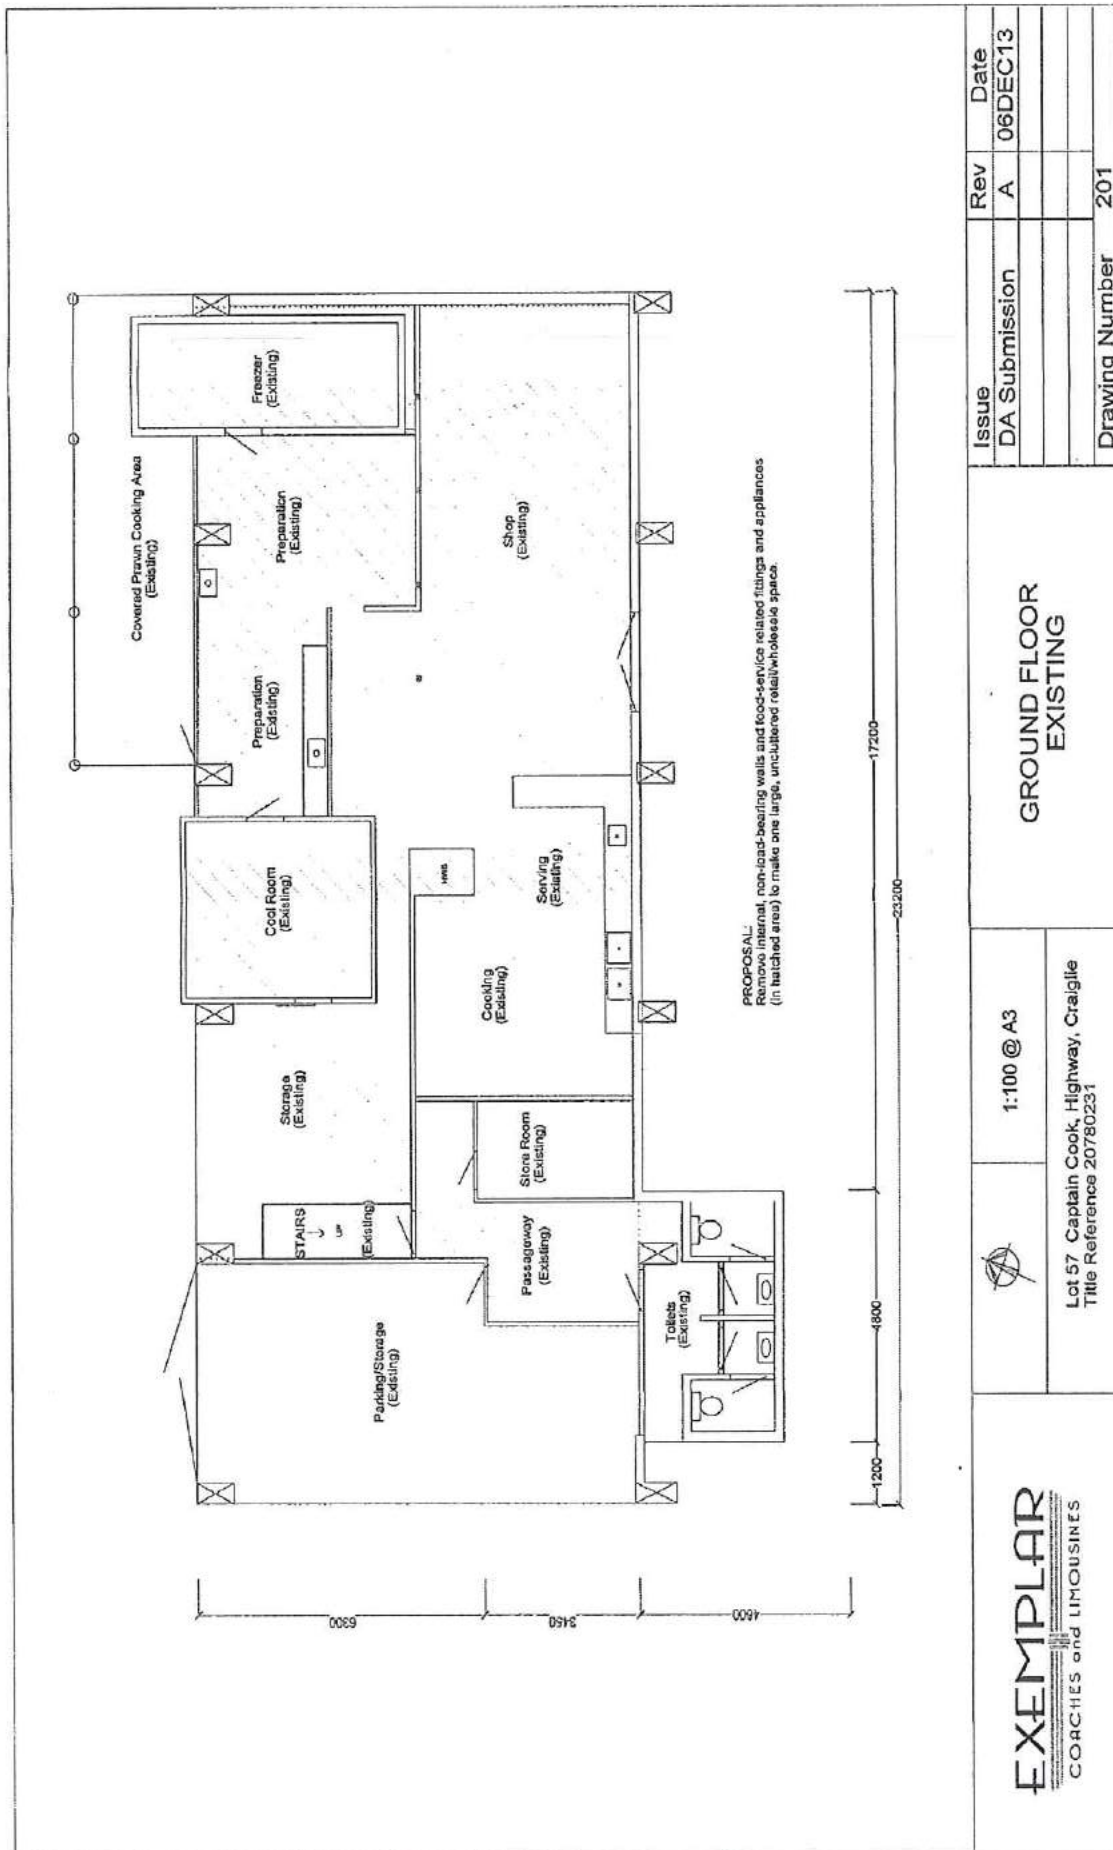 Covered Prawn Cooking Area
(Existing)
Freezer
(Existing)
Preparation
(Existing)
Preparation
(Existing)
Cool Room
(Existing)
Storage
(Existing)
STAIRS
UP
(Existing)
Parking/Storage
(Existing)
Shop
(Existing)
HWS
Serving
(Existing)
Cooking
(Existing)
Store Room
(Existing)
Passageway
(Existing)
Toilets
(Existing)
6300
3450
4600
1200
4800
17200
23200
PROPOSAL:
Remove internal, non-load-bearing walls and food-service related fittings and appliances
(in hatched area) to make one large, uncluttered retail/wholesale space.
EXEMPLAR
COACHES and LIMOUSINES
1:100 @ A3
Lot 57 Captain Cook, Highway, Craiglie
Title Reference 20780231
GROUND FLOOR
EXISTING
Issue Rev Date
DA Submission A 06DEC13
Drawing Number 201